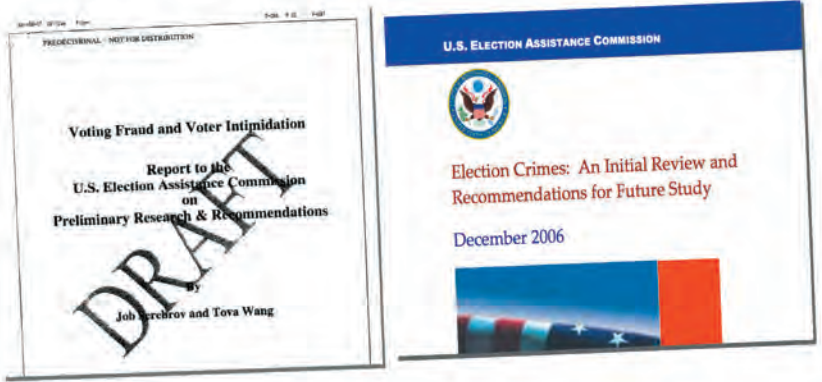 PREDECISIONAL - NOT FOR DISTRIBUTION
Voting Fraud and Voter Intimidation
Report to the
U.S. Election Assistance Commission
on
Preliminary Research & Recommendations
DRAFT
By
Job Serebrov and Tova Wang
U.S. ELECTION ASSISTANCE COMMISSION
Election Crimes: An Initial Review and
Recommendations for Future Study
December 2006